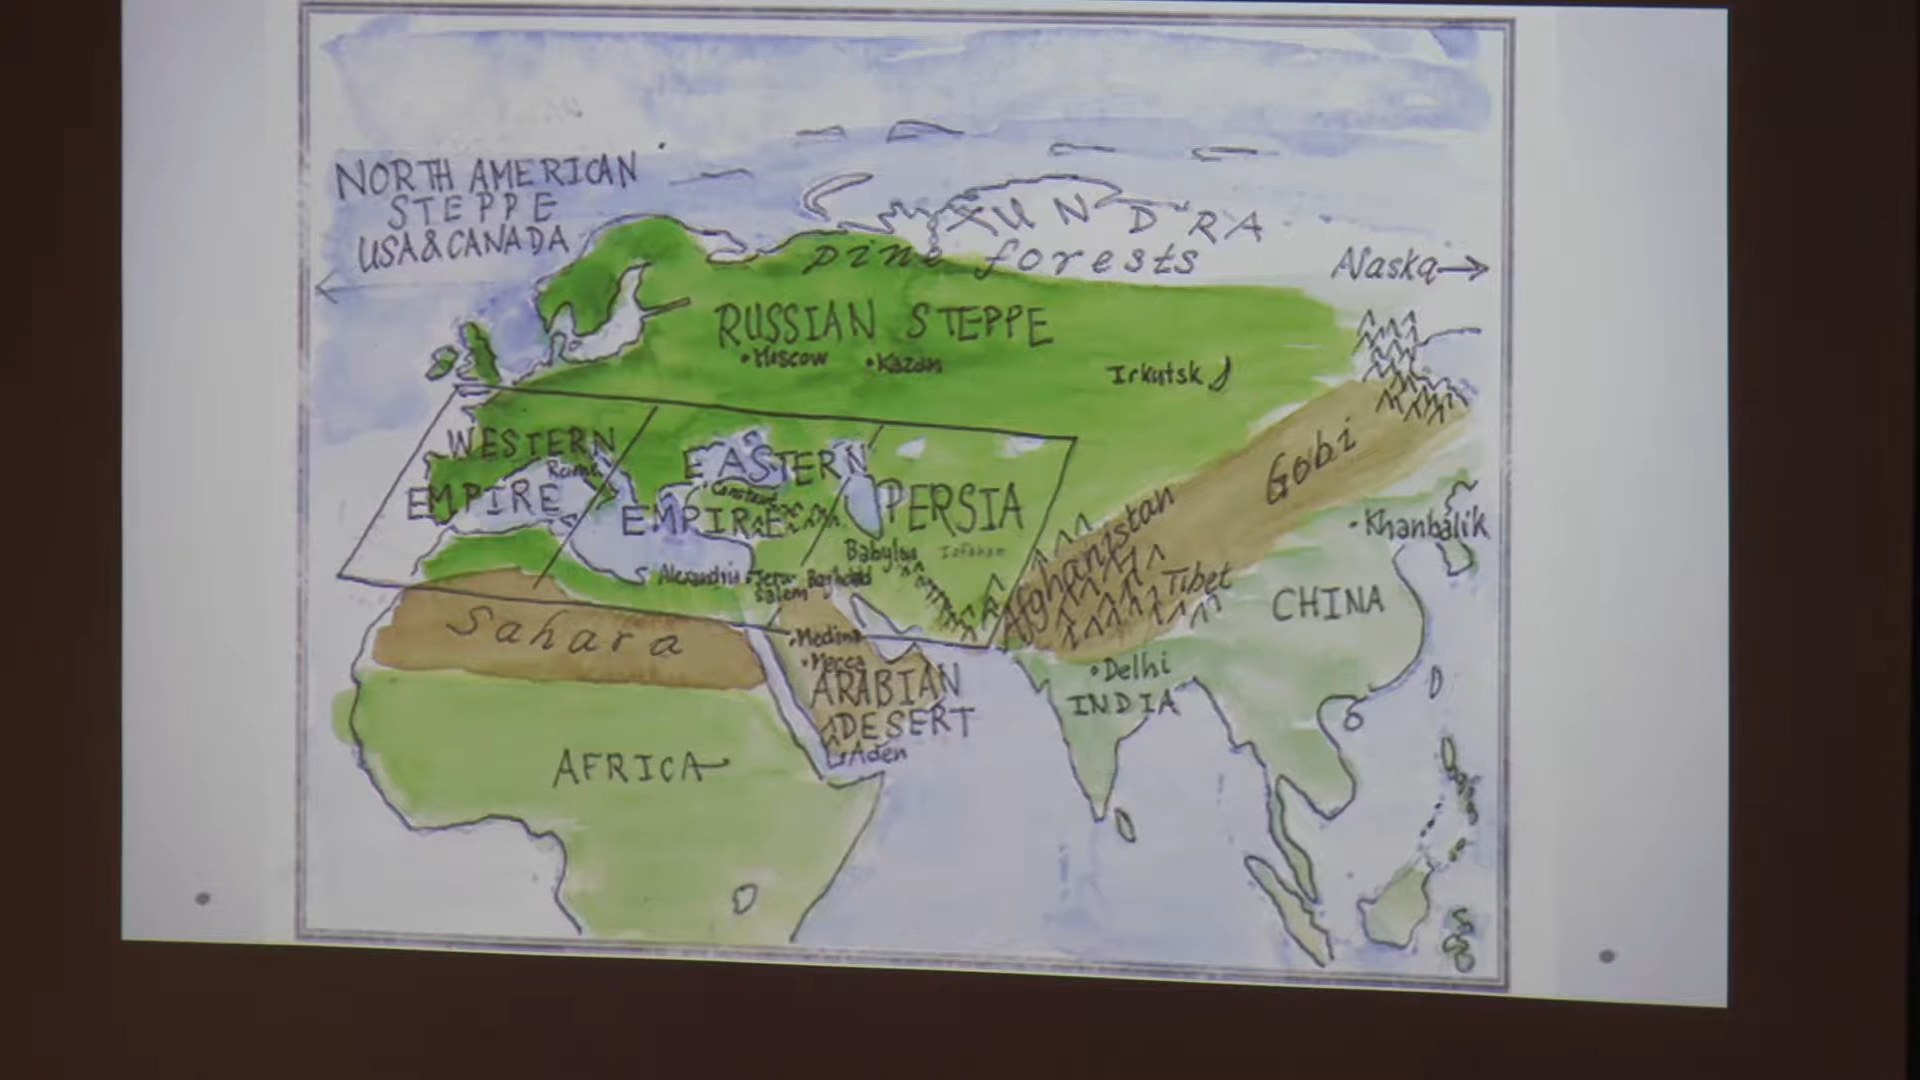 NORTH AMERICAN
STEPPE
USA & CANADA
TUNDRA
pine forests
Alaska
RUSSIAN STEPPE
Moscow
Kazan
Irkutsk
WESTERN
EMPIRE
Rome
EASTERN
EMPIRE
PERSIA
Babylon
Isfahan
Alexandria
Jeru-
salem
Baghdad
Afghanistan
Gobi
Tibet
Khanbalik
CHINA
Sahara
Medina
Mecca
ARABIAN
DESERT
Aden
Delhi
INDIA
AFRICA